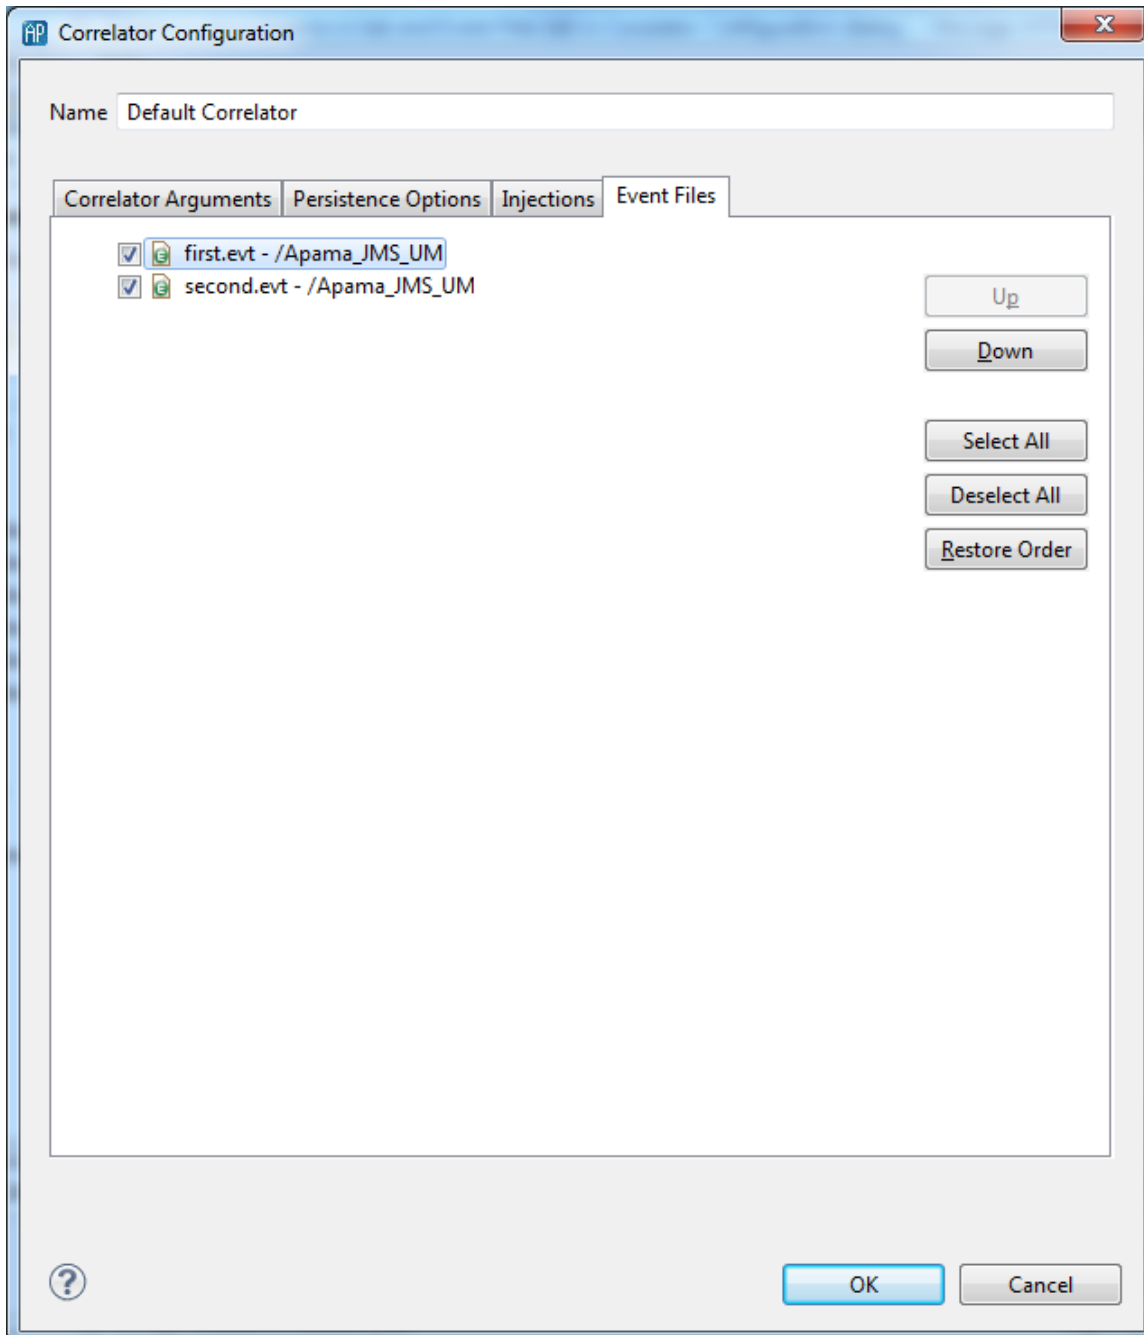 AP Correlator Configuration
Name Default Correlator
Correlator Arguments Persistence Options Injections Event Files
first.evt - /Apama_JMS_UM
second.evt - /Apama_JMS_UM
Up
Down
Select All
Deselect All
Restore Order
?
OK Cancel